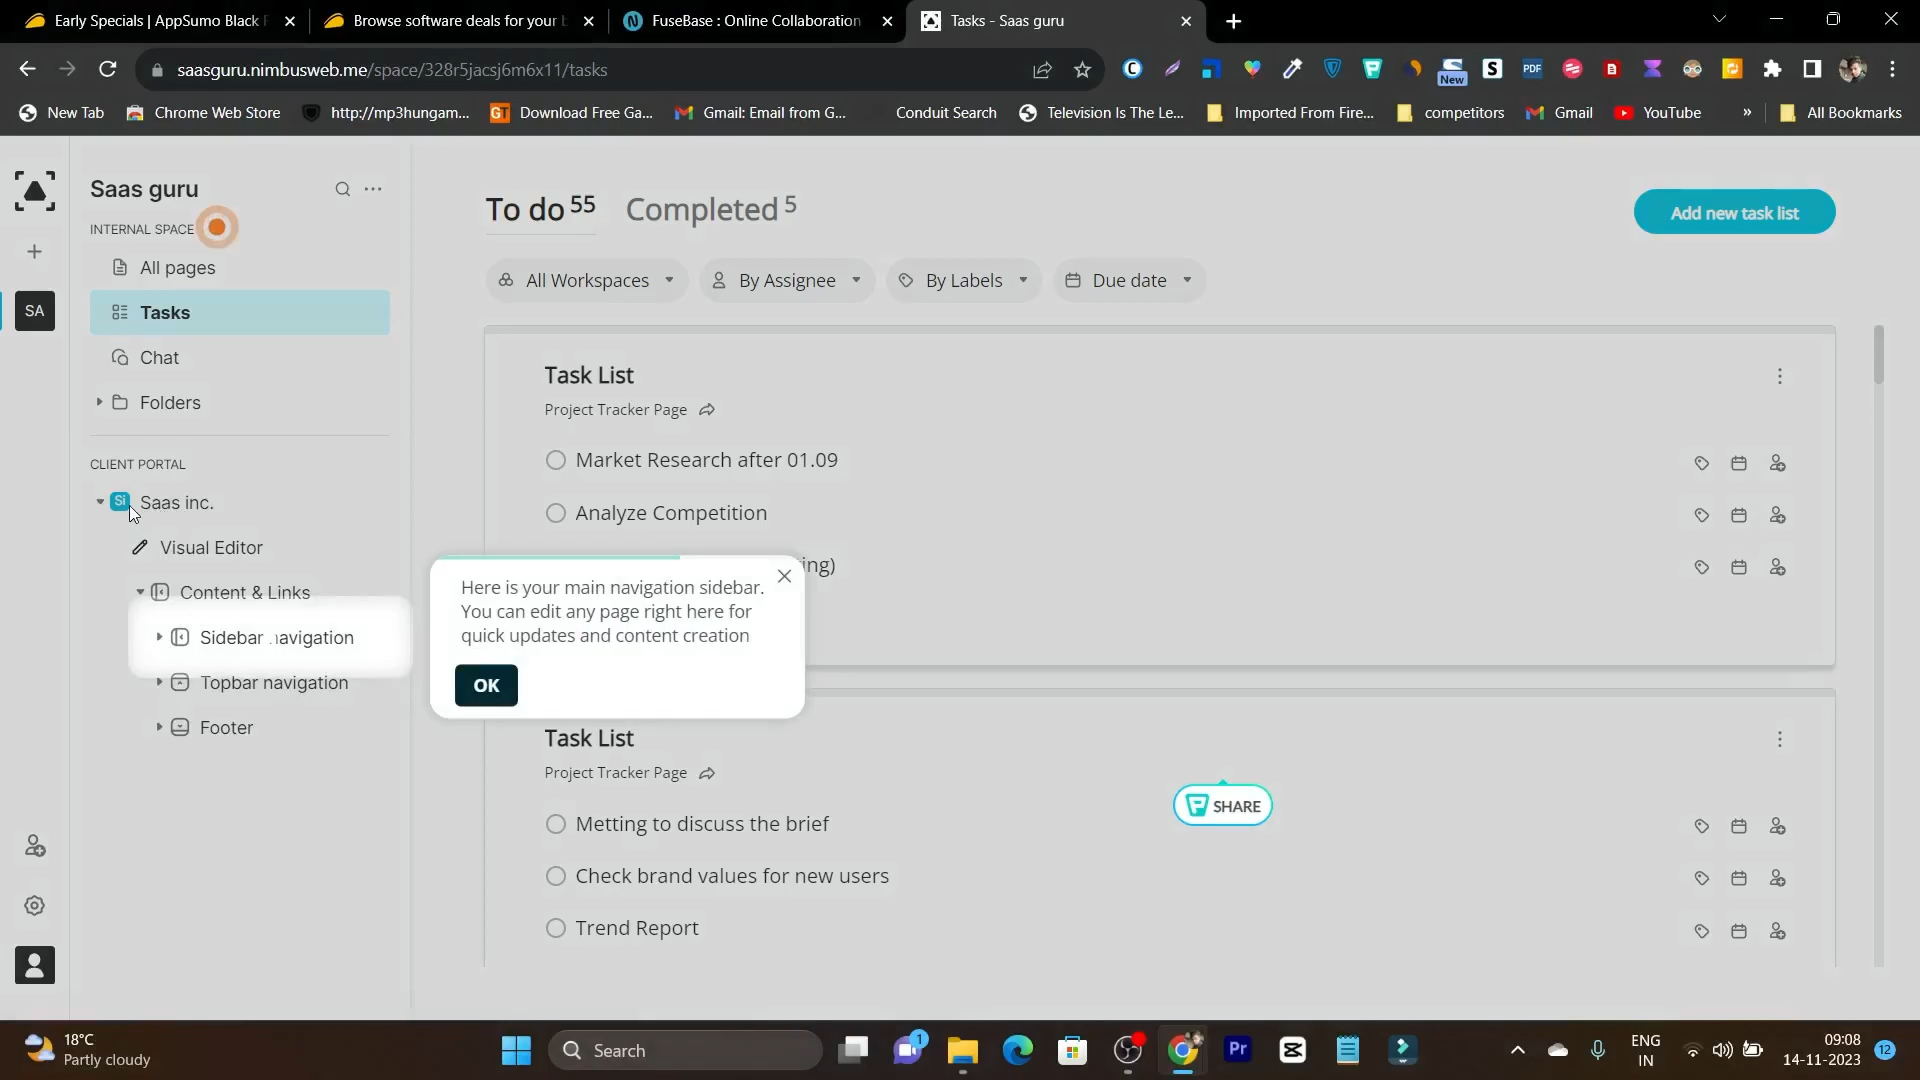 Early Specials | AppSumo Black F
Browse software deals for your b
FuseBase : Online Collaboration
Tasks - Saas guru
saasguru.nimbusweb.me/space/328r5jacsj6m6x11/tasks
New
PDF
New Tab
Chrome Web Store
http://mp3hungam...
Download Free Ga...
Gmail: Email from G...
Conduit Search
Television Is The Le...
Imported From Fire...
competitors
Gmail
YouTube
»
All Bookmarks
Saas guru
INTERNAL SPACE
All pages
SA
Tasks
Chat
Folders
CLIENT PORTAL
Si
Saas inc.
Visual Editor
Content & Links
Sidebar navigation
Topbar navigation
Footer
To do 55
Completed 5
Add new task list
All Workspaces
By Assignee
By Labels
Due date
Task List
Project Tracker Page
Market Research after 01.09
Analyze Competition
ing)
Here is your main navigation sidebar.
You can edit any page right here for
quick updates and content creation
OK
Task List
Project Tracker Page
SHARE
Metting to discuss the brief
Check brand values for new users
Trend Report
18°C
Partly cloudy
Search
1
Pr
ENG
IN
09:08
14-11-2023
12